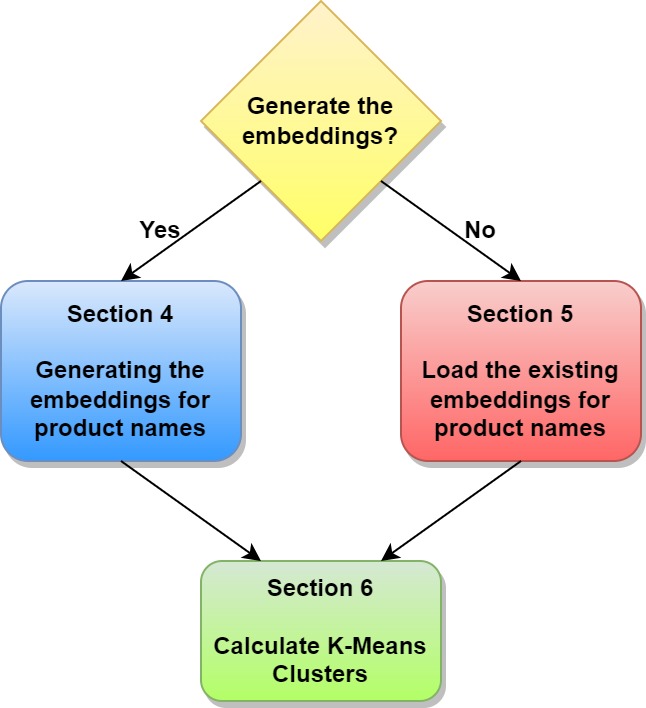 Generate the
embeddings?
Yes
No
Section 4
Generating the
embeddings for
product names
Section 5
Load the existing
embeddings for
product names
Section 6
Calculate K-Means
Clusters